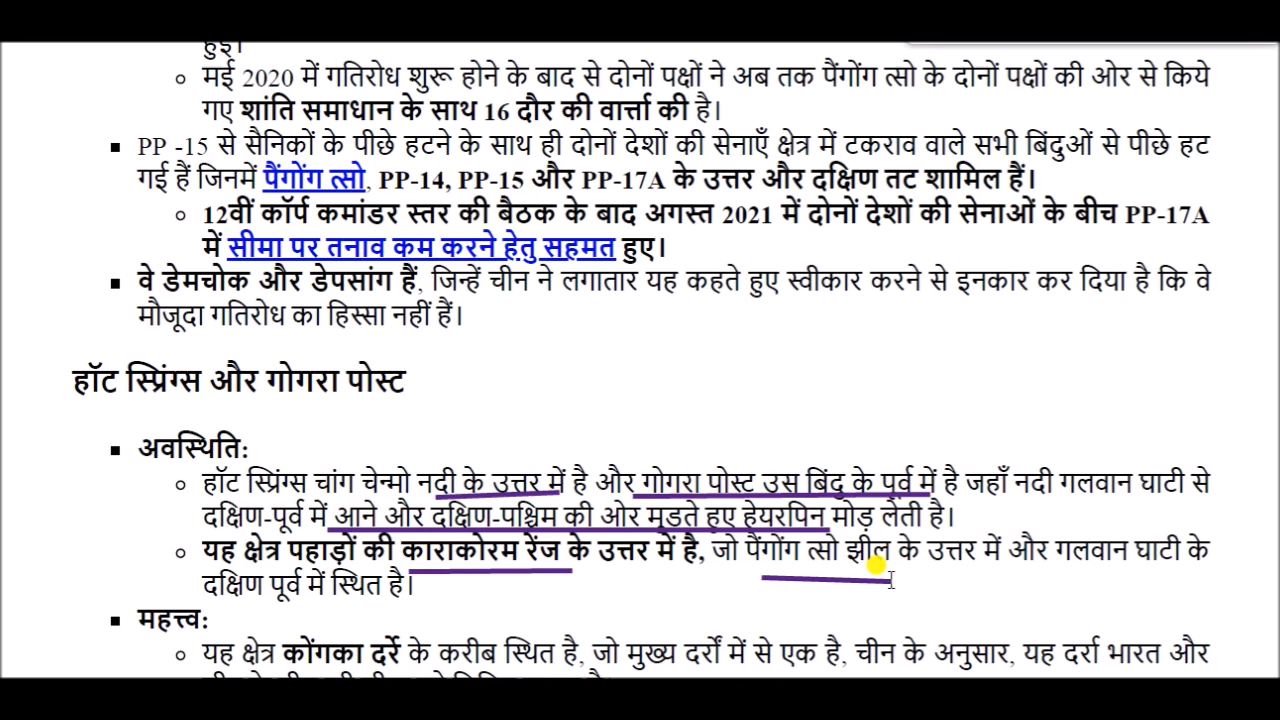 हुई।
मई 2020 में गतिरोध शुरू होने के बाद से दोनों पक्षों ने अब तक पैंगोंग त्सो के दोनों पक्षों की ओर से किये
गए शांति समाधान के साथ 16 दौर की वार्त्ता की है।
PP -15 से सैनिकों के पीछे हटने के साथ ही दोनों देशों की सेनाएँ क्षेत्र में टकराव वाले सभी बिंदुओं से पीछे हट
गई हैं जिनमें पैंगोंग त्सो, PP-14, PP-15 और PP-17A के उत्तर और दक्षिण तट शामिल हैं।
12वीं कॉर्प कमांडर स्तर की बैठक के बाद अगस्त 2021 में दोनों देशों की सेनाओं के बीच PP-17A
में सीमा पर तनाव कम करने हेतु सहमत हुए।
वे डेमचोक और डेपसांग हैं, जिन्हें चीन ने लगातार यह कहते हुए स्वीकार करने से इनकार कर दिया है कि वे
मौजूदा गतिरोध का हिस्सा नहीं हैं।
हॉट स्प्रिंग्स और गोगरा पोस्ट
अवस्थिति:
हॉट स्प्रिंग्स चांग चेन्मो नदी के उत्तर में है और गोगरा पोस्ट उस बिंदु के पूर्व में है जहाँ नदी गलवान घाटी से
दक्षिण-पूर्व में आने और दक्षिण-पश्चिम की ओर मुड़ते हुए हेयरपिन मोड़ लेती है।
यह क्षेत्र पहाड़ों की काराकोरम रेंज के उत्तर में है, जो पैंगोंग त्सो झील के उत्तर में और गलवान घाटी के
दक्षिण पूर्व में स्थित है।
महत्त्व:
यह क्षेत्र कोंगका दर्रे के करीब स्थित है, जो मुख्य दर्रों में से एक है, चीन के अनुसार, यह दर्रा भारत और